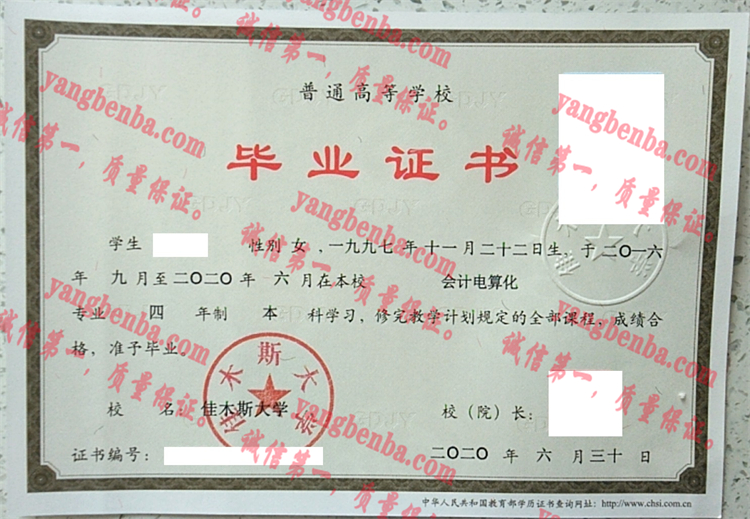 普通高等学校
毕业证书
学生 性别 女 ,一九九七 年 十一 月 二十二 日生, 于 二〇一六
年 九 月至 二〇二〇 年 六 月在本校 会计电算化
专业 四 年制 本 科学习, 修完教学计划规定的全部课程, 成绩合
格, 准予毕业。
校 名: 佳木斯大学 校(院)长:
证书编号: 二〇二〇 年 六 月 三十 日
中华人民共和国教育部学历证书查询网址: http://www.chsi.com.cn
佳木斯大学
yangbenba.com
诚信第一，质量保证。